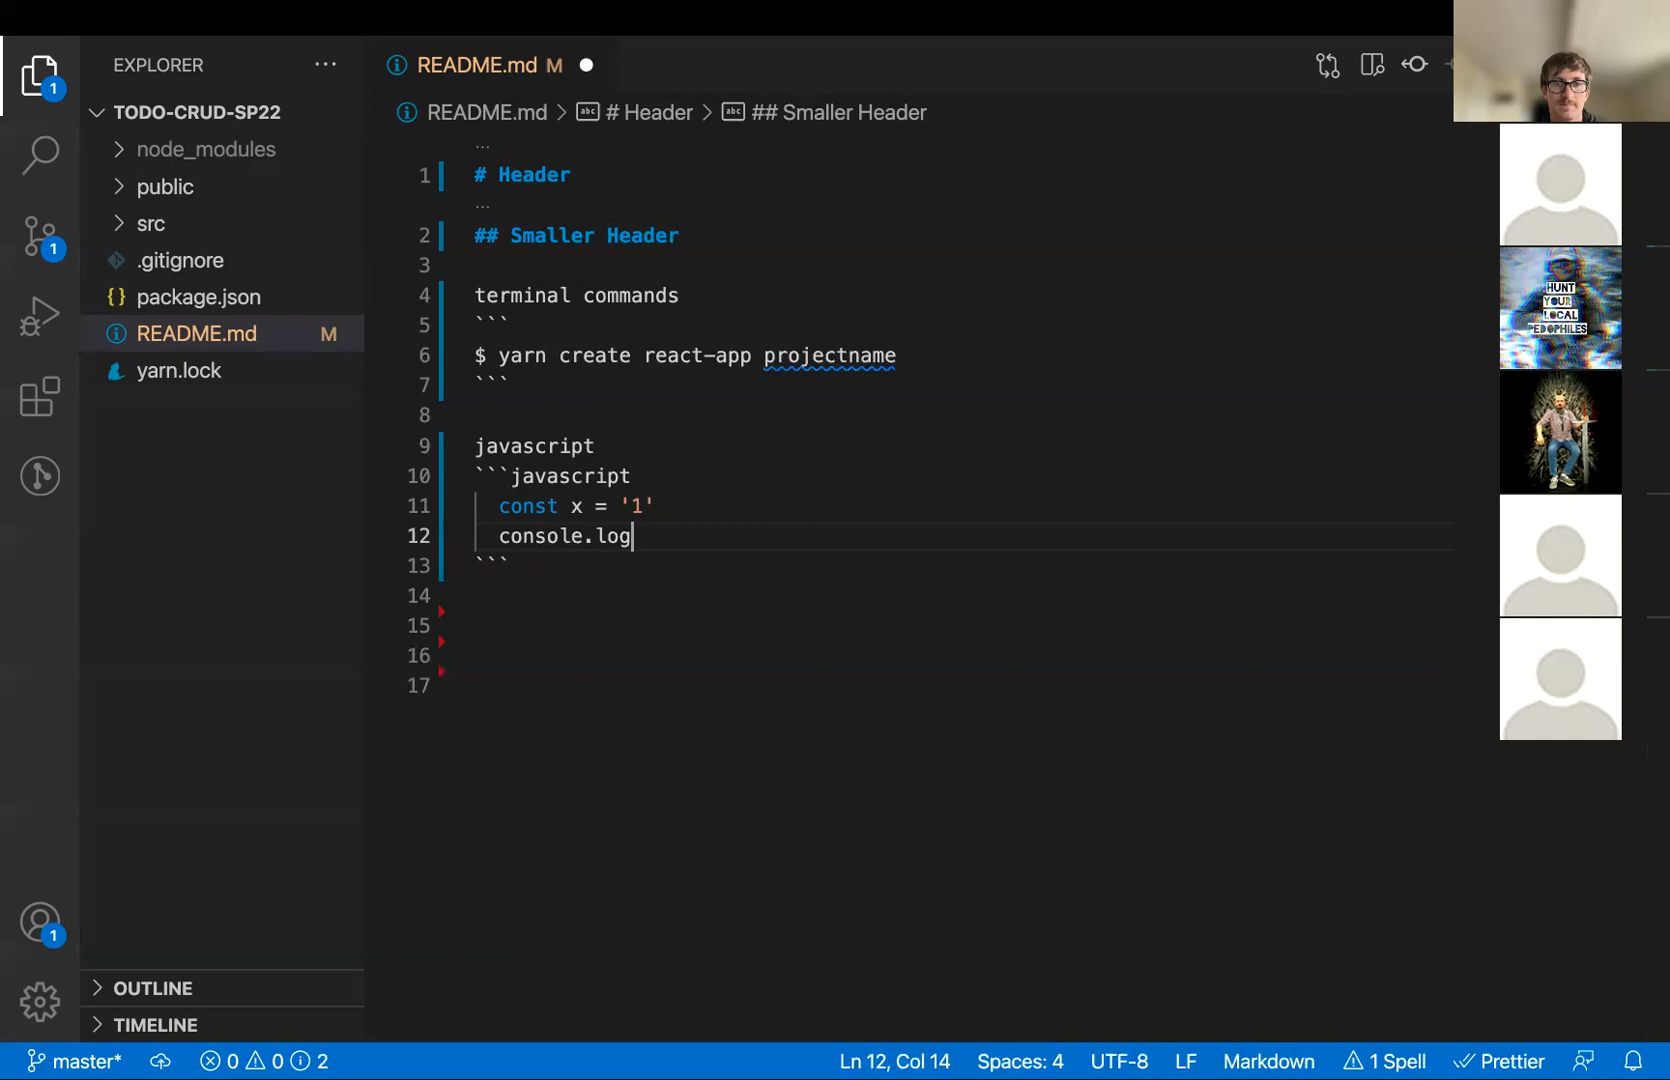 EXPLORER
TODO-CRUD-SP22
node_modules
public
src
.gitignore
{} package.json
README.md M
yarn.lock
OUTLINE
TIMELINE
1
1
1
README.md M
README.md > # Header > ## Smaller Header
...
1 # Header
...
2 ## Smaller Header
3
4 terminal commands
5 ```
6 $ yarn create react-app projectname
7 ```
8
9 javascript
10 ```javascript
11 const x = '1'
12 console.log
13 ```
14
15
16
17
HUNT
YOUR
LOCAL
PEDOPHILES
master* 0 0 2 Ln 12, Col 14 Spaces: 4 UTF-8 LF Markdown 1 Spell Prettier